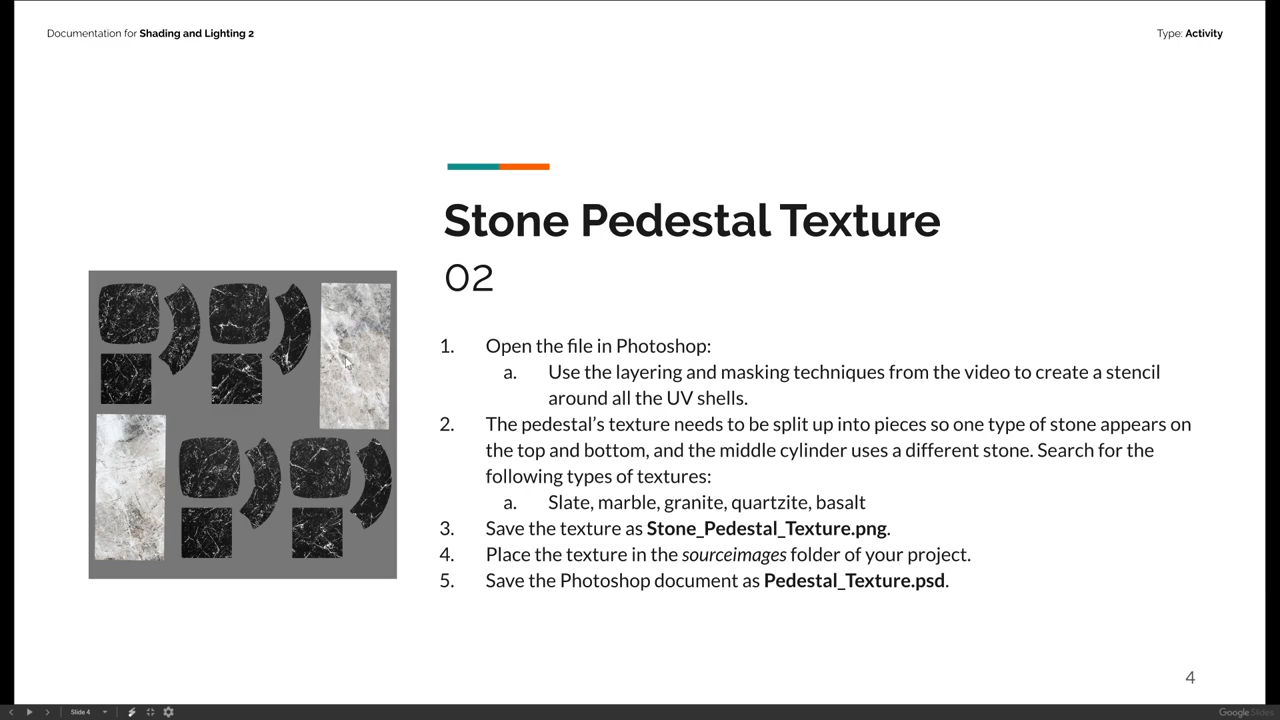 Documentation for Shading and Lighting 2
Type: Activity
Stone Pedestal Texture
02
1. Open the file in Photoshop:
a. Use the layering and masking techniques from the video to create a stencil
around all the UV shells.
2. The pedestal’s texture needs to be split up into pieces so one type of stone appears on
the top and bottom, and the middle cylinder uses a different stone. Search for the
following types of textures:
a. Slate, marble, granite, quartzite, basalt
3. Save the texture as Stone_Pedestal_Texture.png.
4. Place the texture in the sourceimages folder of your project.
5. Save the Photoshop document as Pedestal_Texture.psd.
4
Slide 4
Google Slides